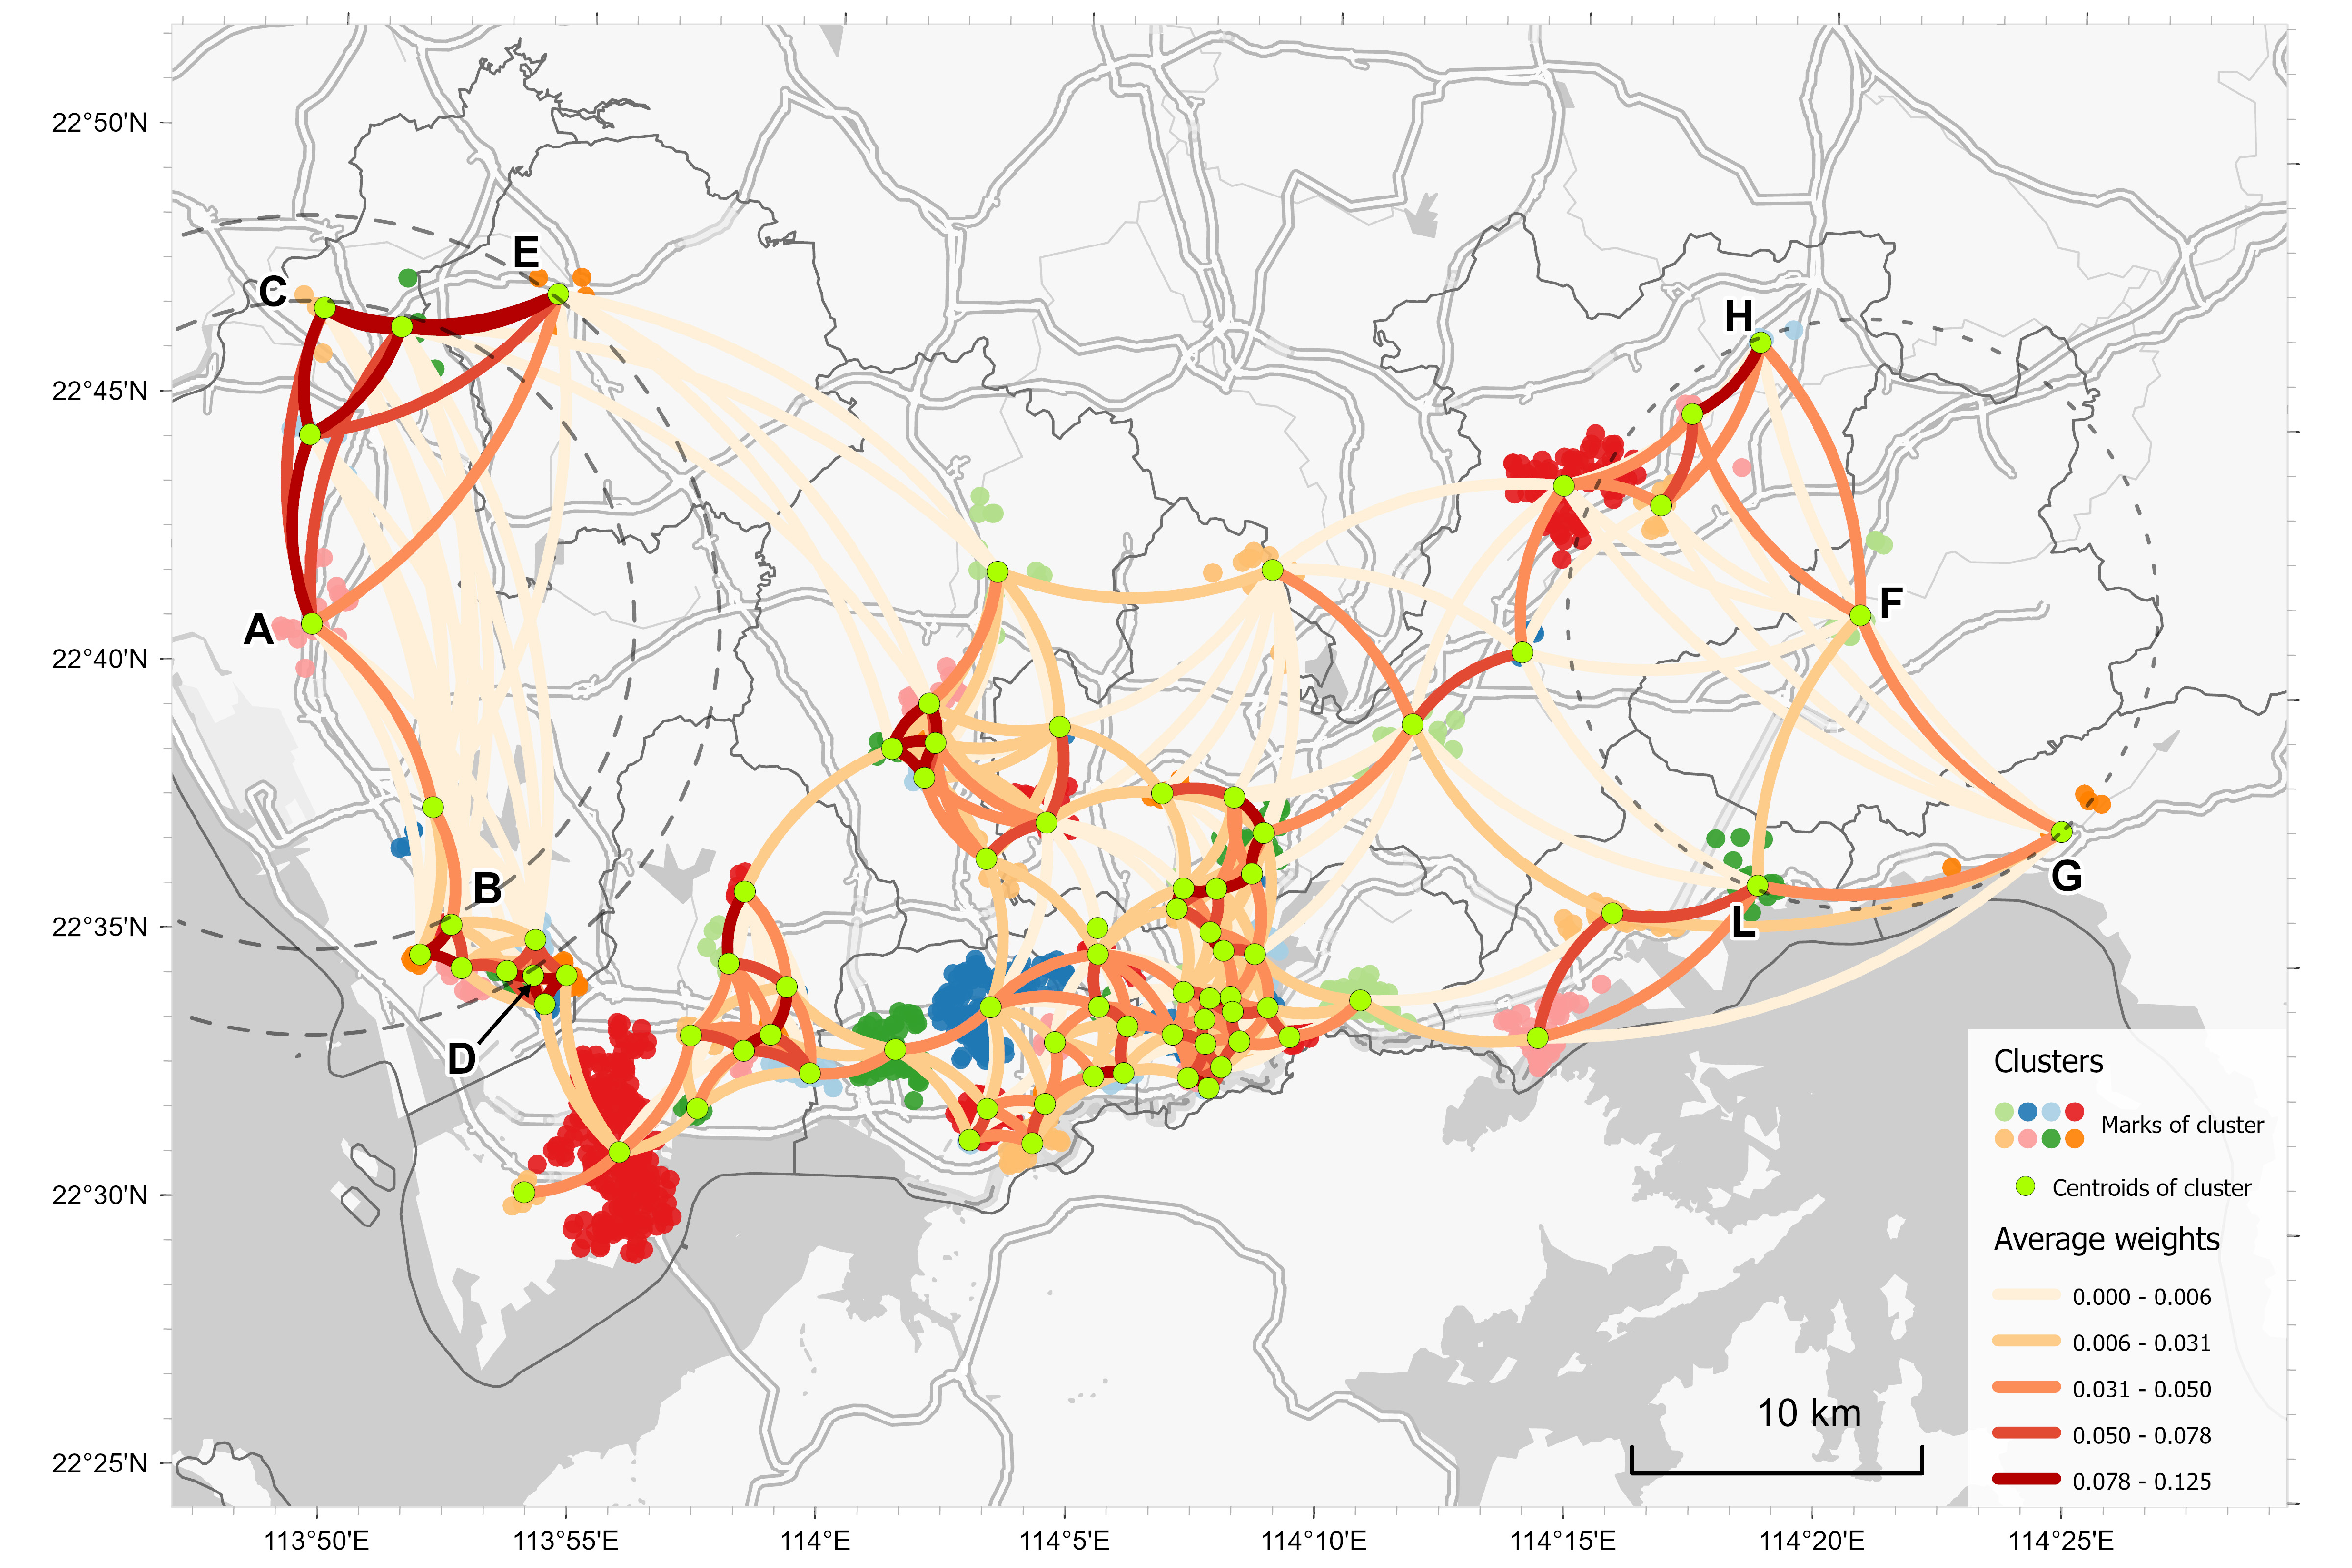 22°50'N
22°45'N
22°40'N
22°35'N
22°30'N
22°25'N
C
E
A
B
D
H
F
G
L
Clusters
Marks of cluster
Centroids of cluster
Average weights
0.000 - 0.006
0.006 - 0.031
0.031 - 0.050
0.050 - 0.078
0.078 - 0.125
10 km
113°50'E 113°55'E 114°E 114°5'E 114°10'E 114°15'E 114°20'E 114°25'E